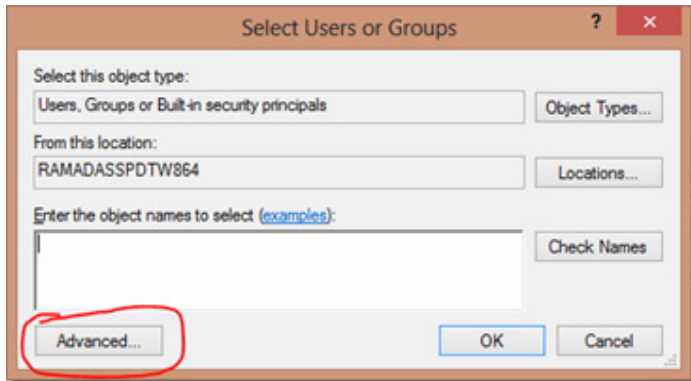 Select Users or Groups
?
×
Select this object type:
Users, Groups or Built-in security principals
Object Types...
From this location:
RAMADASSPDTW864
Locations...
Enter the object names to select (examples):
Check Names
Advanced...
OK
Cancel